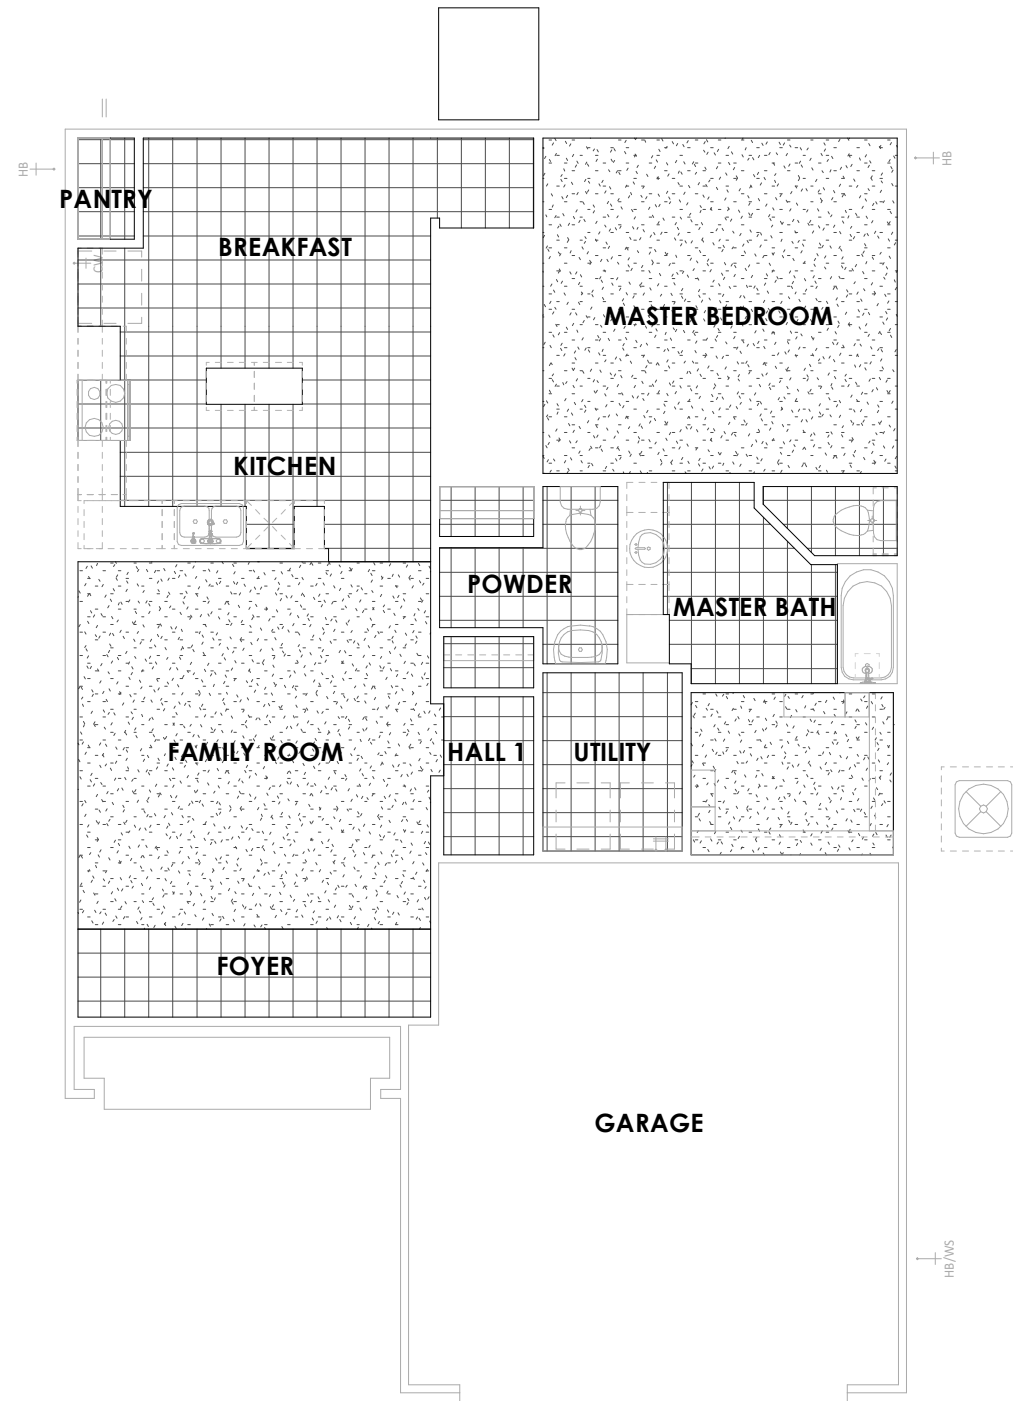 HB
HB
PANTRY
BREAKFAST
CW
MASTER BEDROOM
KITCHEN
POWDER
MASTER BATH
FAMILY ROOM
HALL 1
UTILITY
FOYER
GARAGE
HB/WS